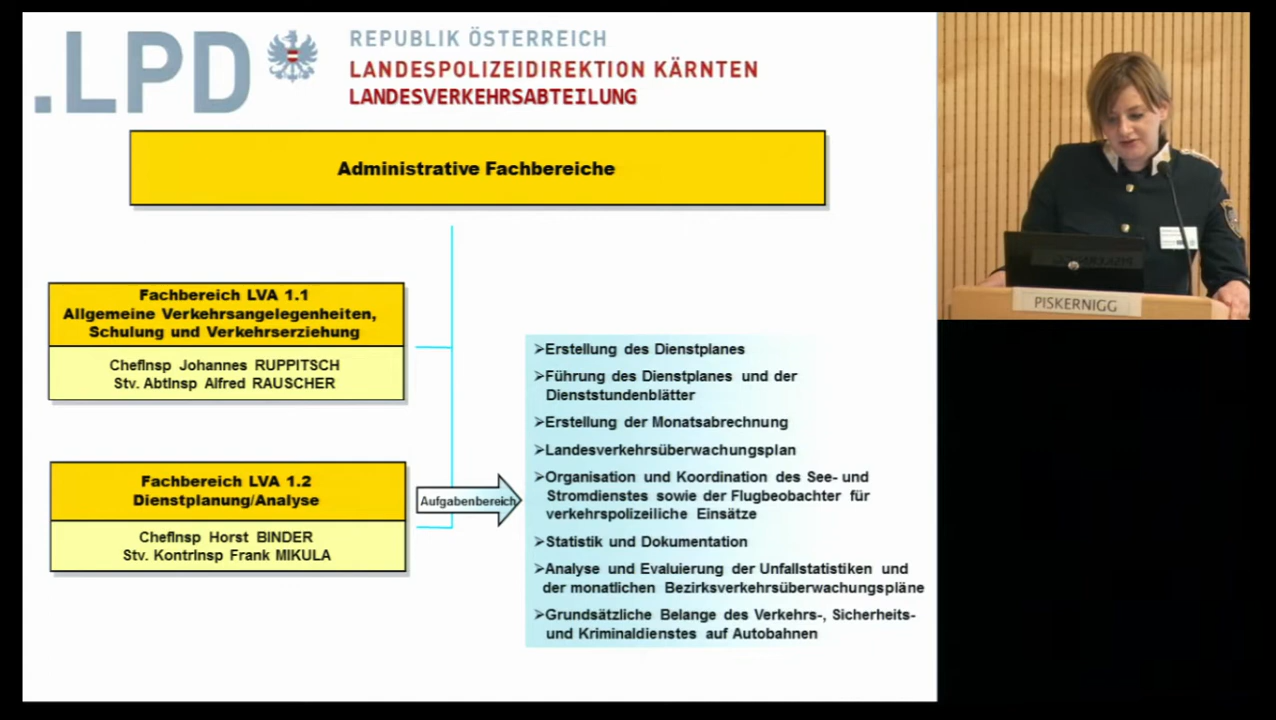 .LPD
REPUBLIK ÖSTERREICH
LANDESPOLIZEIDIREKTION KÄRNTEN
LANDESVERKEHRSABTEILUNG
Administrative Fachbereiche
Fachbereich LVA 1.1
Allgemeine Verkehrsangelegenheiten,
Schulung und Verkehrserziehung
ChefInsp Johannes RUPPITSCH
Stv. AbtInsp Alfred RAUSCHER
Fachbereich LVA 1.2
Dienstplanung/Analyse
ChefInsp Horst BINDER
Stv. KontrInsp Frank MIKULA
Aufgabenbereich
➢Erstellung des Dienstplanes
➢Führung des Dienstplanes und der
Dienststundenblätter
➢Erstellung der Monatsabrechnung
➢Landesverkehrsüberwachungsplan
➢Organisation und Koordination des See- und
Stromdienstes sowie der Flugbeobachter für
verkehrspolizeiliche Einsätze
➢Statistik und Dokumentation
➢Analyse und Evaluierung der Unfallstatistiken und
der monatlichen Bezirksverkehrsüberwachungspläne
➢Grundsätzliche Belange des Verkehrs-, Sicherheits-
und Kriminaldienstes auf Autobahnen
PISKERNIGG